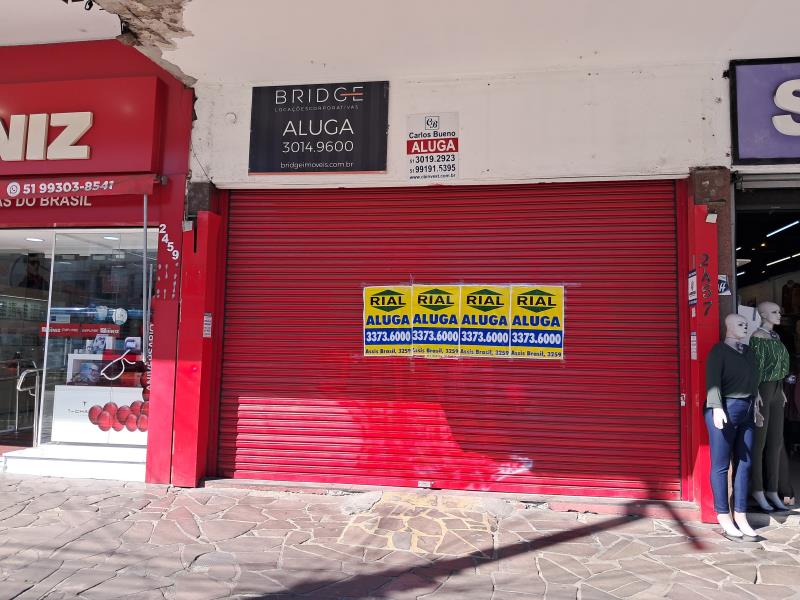 NIZ
51 99303-8541
AS DO BRASIL
2459
BRIDGE
LOCAÇÕES CORPORATIVAS
ALUGA
3014.9600
bridgeimoveis.com.br
CB
Carlos Bueno
ALUGA
51 3019.2923
51 99191.5395
RIAL
ALUGA
3373.6000
Assis Brasil, 3259
RIAL
ALUGA
3373.6000
Assis Brasil, 3259
RIAL
ALUGA
3373.6000
Assis Brasil, 3259
RIAL
ALUGA
3373.6000
Assis Brasil, 3259
2457
S